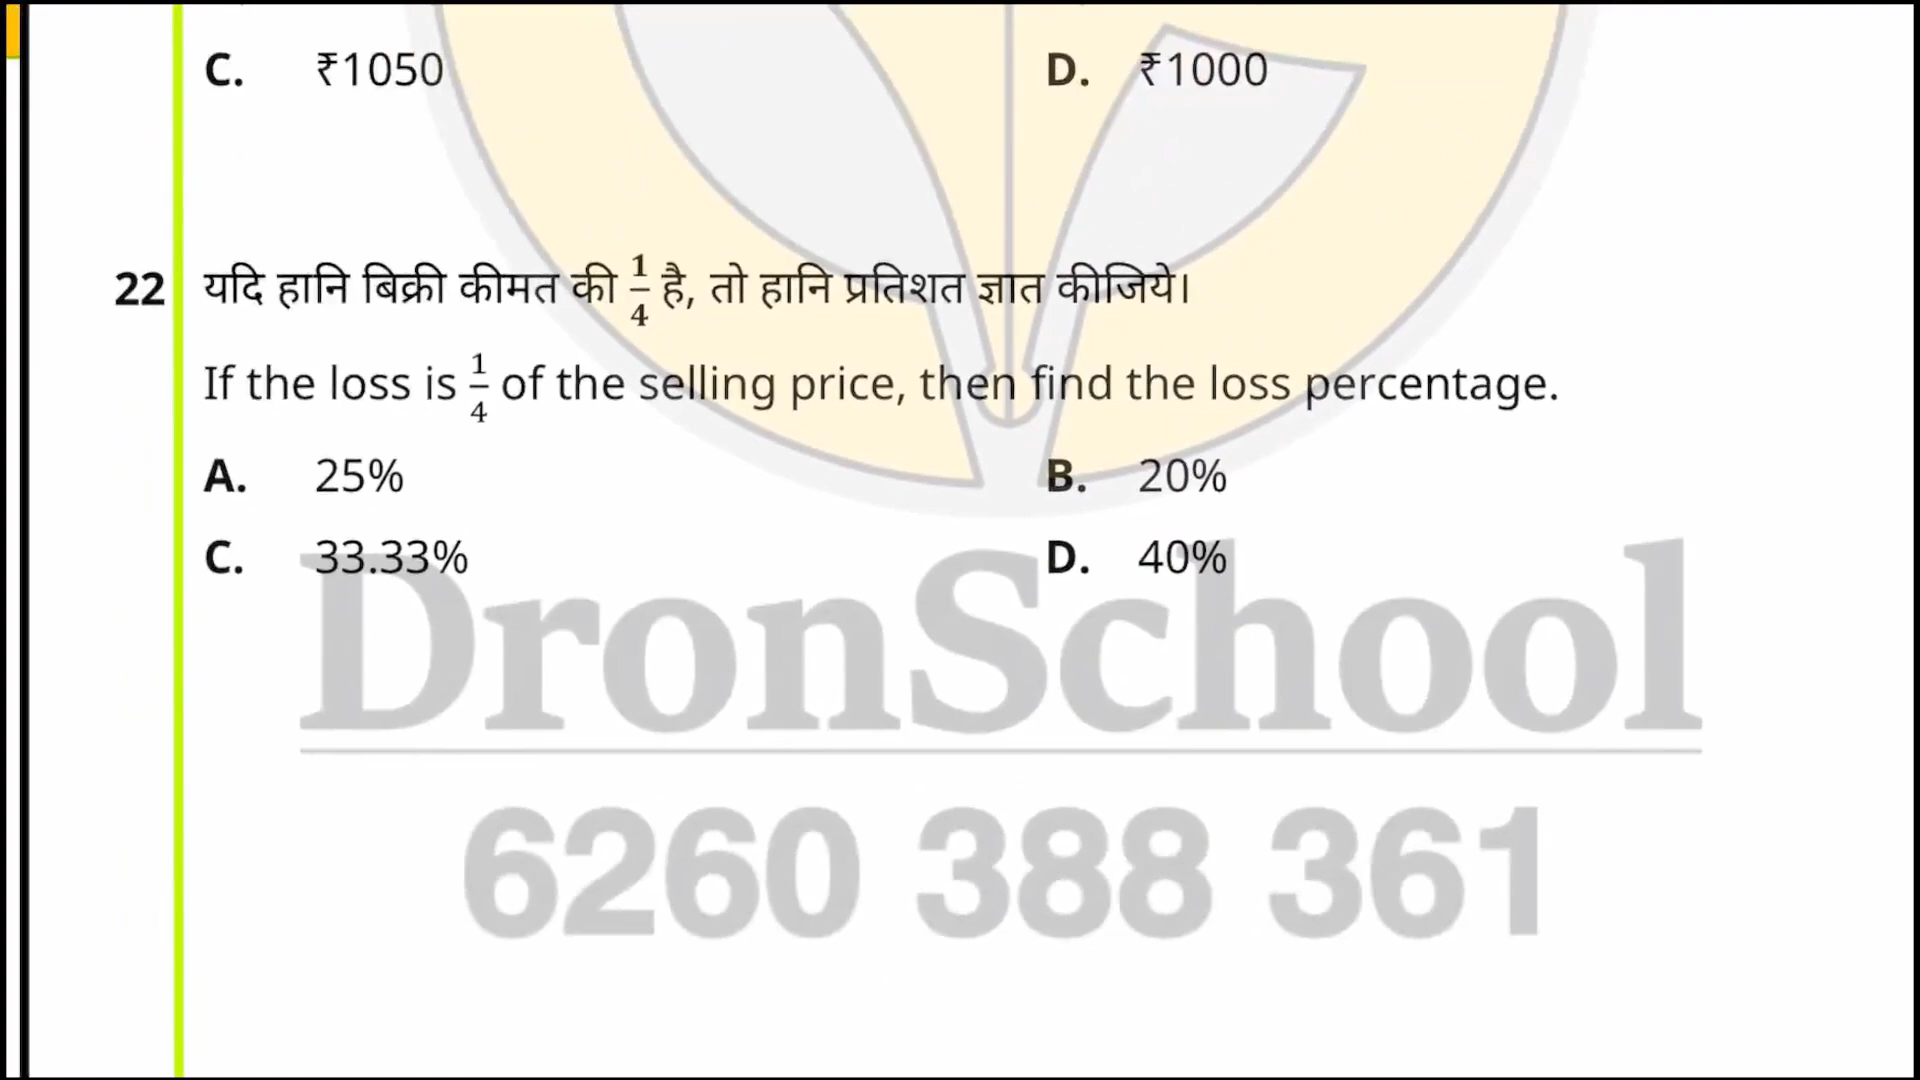 C. ₹1050 D. ₹1000
22 यदि हानि बिक्री कीमत की 1/4 है, तो हानि प्रतिशत ज्ञात कीजिये।
If the loss is 1/4 of the selling price, then find the loss percentage.
A. 25% B. 20%
C. 33.33% D. 40%
DronSchool
6260 388 361